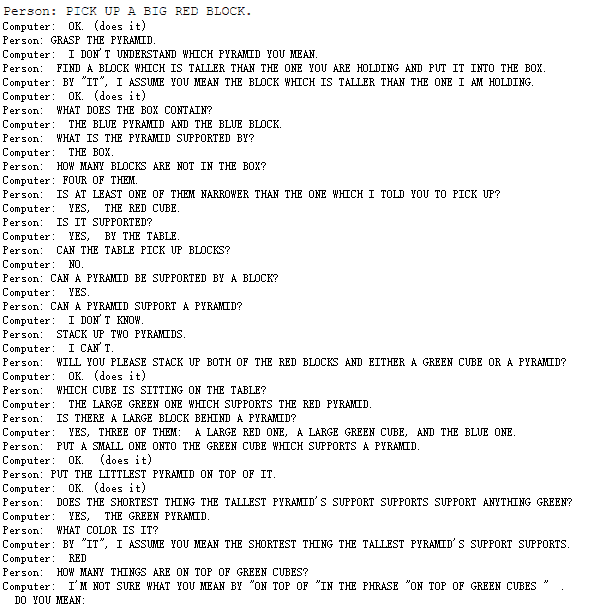 Person: PICK UP A BIG RED BLOCK.
Computer: OK. (does it)
Person: GRASP THE PYRAMID.
Computer: I DON'T UNDERSTAND WHICH PYRAMID YOU MEAN.
Person: FIND A BLOCK WHICH IS TALLER THAN THE ONE YOU ARE HOLDING AND PUT IT INTO THE BOX.
Computer: BY "IT", I ASSUME YOU MEAN THE BLOCK WHICH IS TALLER THAN THE ONE I AM HOLDING.
Computer: OK. (does it)
Person: WHAT DOES THE BOX CONTAIN?
Computer: THE BLUE PYRAMID AND THE BLUE BLOCK.
Person: WHAT IS THE PYRAMID SUPPORTED BY?
Computer: THE BOX.
Person: HOW MANY BLOCKS ARE NOT IN THE BOX?
Computer: FOUR OF THEM.
Person: IS AT LEAST ONE OF THEM NARROWER THAN THE ONE WHICH I TOLD YOU TO PICK UP?
Computer: YES, THE RED CUBE.
Person: IS IT SUPPORTED?
Computer: YES, BY THE TABLE.
Person: CAN THE TABLE PICK UP BLOCKS?
Computer: NO.
Person: CAN A PYRAMID BE SUPPORTED BY A BLOCK?
Computer: YES.
Person: CAN A PYRAMID SUPPORT A PYRAMID?
Computer: I DON'T KNOW.
Person: STACK UP TWO PYRAMIDS.
Computer: I CAN'T.
Person: WILL YOU PLEASE STACK UP BOTH OF THE RED BLOCKS AND EITHER A GREEN CUBE OR A PYRAMID?
Computer: OK. (does it)
Person: WHICH CUBE IS SITTING ON THE TABLE?
Computer: THE LARGE GREEN ONE WHICH SUPPORTS THE RED PYRAMID.
Person: IS THERE A LARGE BLOCK BEHIND A PYRAMID?
Computer: YES, THREE OF THEM: A LARGE RED ONE, A LARGE GREEN CUBE, AND THE BLUE ONE.
Person: PUT A SMALL ONE ONTO THE GREEN CUBE WHICH SUPPORTS A PYRAMID.
Computer: OK. (does it)
Person: PUT THE LITTLEST PYRAMID ON TOP OF IT.
Computer: OK. (does it)
Person: DOES THE SHORTEST THING THE TALLEST PYRAMID'S SUPPORT SUPPORTS SUPPORT ANYTHING GREEN?
Computer: YES, THE GREEN PYRAMID.
Person: WHAT COLOR IS IT?
Computer: BY "IT", I ASSUME YOU MEAN THE SHORTEST THING THE TALLEST PYRAMID'S SUPPORT SUPPORTS.
Computer: RED
Person: HOW MANY THINGS ARE ON TOP OF GREEN CUBES?
Computer: I'M NOT SURE WHAT YOU MEAN BY "ON TOP OF "IN THE PHRASE "ON TOP OF GREEN CUBES " .
DO YOU MEAN: